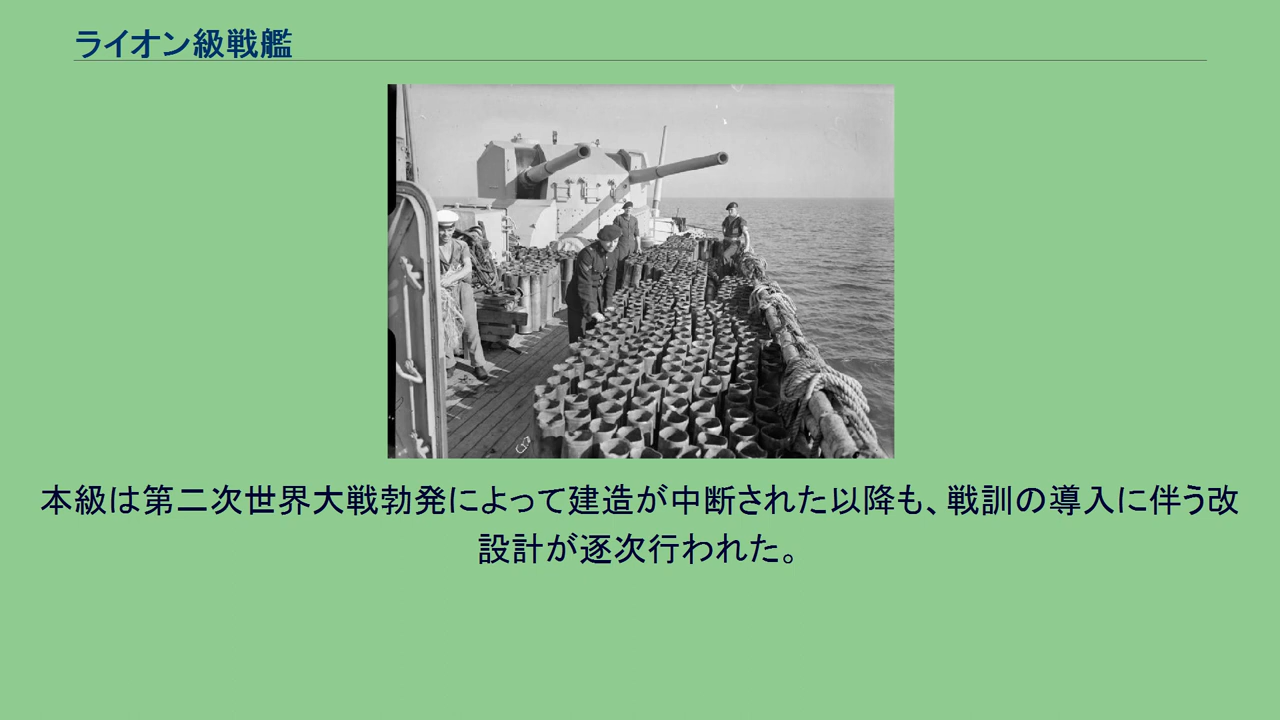 ライオン級戦艦
本級は第二次世界大戦勃発によって建造が中断された以降も、戦訓の導入に伴う改
設計が逐次行われた。